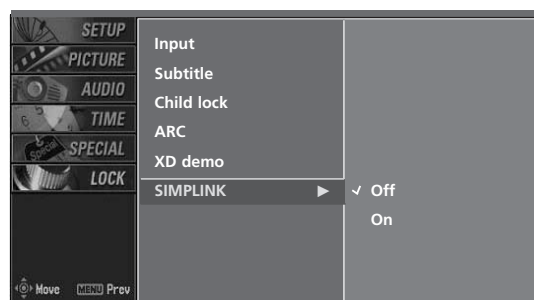 SETUP
PICTURE
AUDIO
TIME
SPECIAL
LOCK
Input
Subtitle
Child lock
ARC
XD demo
SIMPLINK ▶ ✓ Off
On
Move MENU Prev